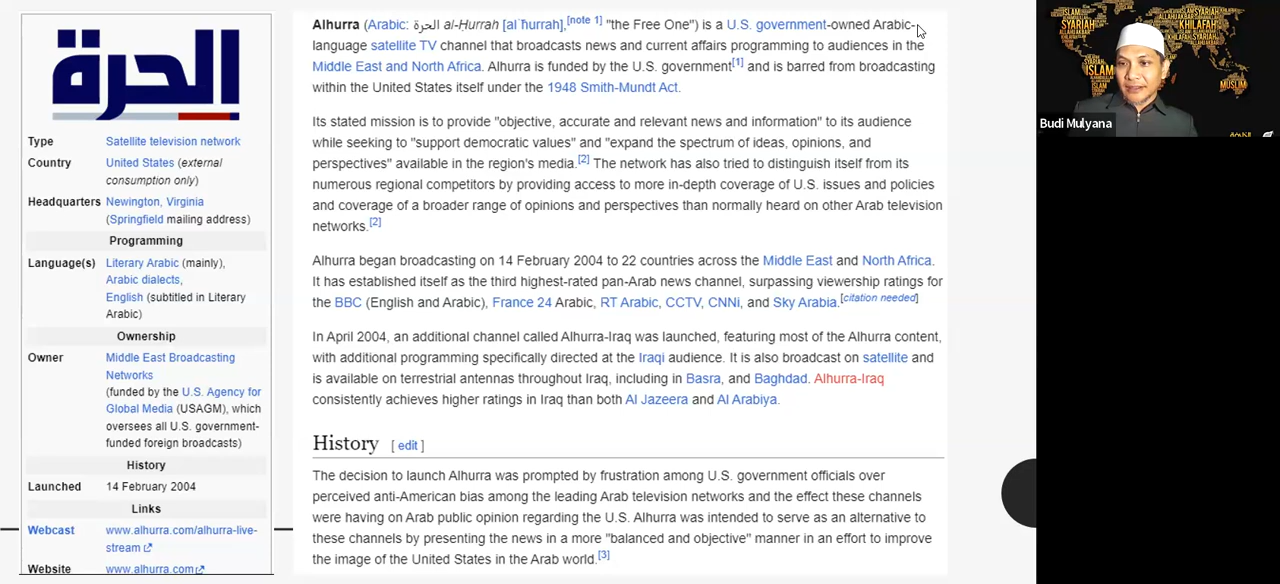 الحرة
Type Satellite television network
Country United States (external
consumption only)
Headquarters Newington, Virginia
(Springfield mailing address)
Programming
Language(s) Literary Arabic (mainly),
Arabic dialects,
English (subtitled in Literary
Arabic)
Ownership
Owner Middle East Broadcasting
Networks
(funded by the U.S. Agency for
Global Media (USAGM), which
oversees all U.S. government-
funded foreign broadcasts)
History
Launched 14 February 2004
Links
Webcast www.alhurra.com/alhurra-live-
stream
Website www.alhurra.com
Alhurra (Arabic: الحرة al-Hurrah [alˈħurrah],[note 1] "the Free One") is a U.S. government-owned Arabic-
language satellite TV channel that broadcasts news and current affairs programming to audiences in the
Middle East and North Africa. Alhurra is funded by the U.S. government[1] and is barred from broadcasting
within the United States itself under the 1948 Smith-Mundt Act.
Its stated mission is to provide "objective, accurate and relevant news and information" to its audience
while seeking to "support democratic values" and "expand the spectrum of ideas, opinions, and
perspectives" available in the region's media.[2] The network has also tried to distinguish itself from its
numerous regional competitors by providing access to more in-depth coverage of U.S. issues and policies
and coverage of a broader range of opinions and perspectives than normally heard on other Arab television
networks.[2]
Alhurra began broadcasting on 14 February 2004 to 22 countries across the Middle East and North Africa.
It has established itself as the third highest-rated pan-Arab news channel, surpassing viewership ratings for
the BBC (English and Arabic), France 24 Arabic, RT Arabic, CCTV, CNNi, and Sky Arabia.[citation needed]
In April 2004, an additional channel called Alhurra-Iraq was launched, featuring most of the Alhurra content,
with additional programming specifically directed at the Iraqi audience. It is also broadcast on satellite and
is available on terrestrial antennas throughout Iraq, including in Basra, and Baghdad. Alhurra-Iraq
consistently achieves higher ratings in Iraq than both Al Jazeera and Al Arabiya.
History [ edit ]
The decision to launch Alhurra was prompted by frustration among U.S. government officials over
perceived anti-American bias among the leading Arab television networks and the effect these channels
were having on Arab public opinion regarding the U.S. Alhurra was intended to serve as an alternative to
these channels by presenting the news in a more "balanced and objective" manner in an effort to improve
the image of the United States in the Arab world.[3]
ISLAM
SYARIAH
KHILAFAH
ISLAM
MUSLIM
Budi Mulyana